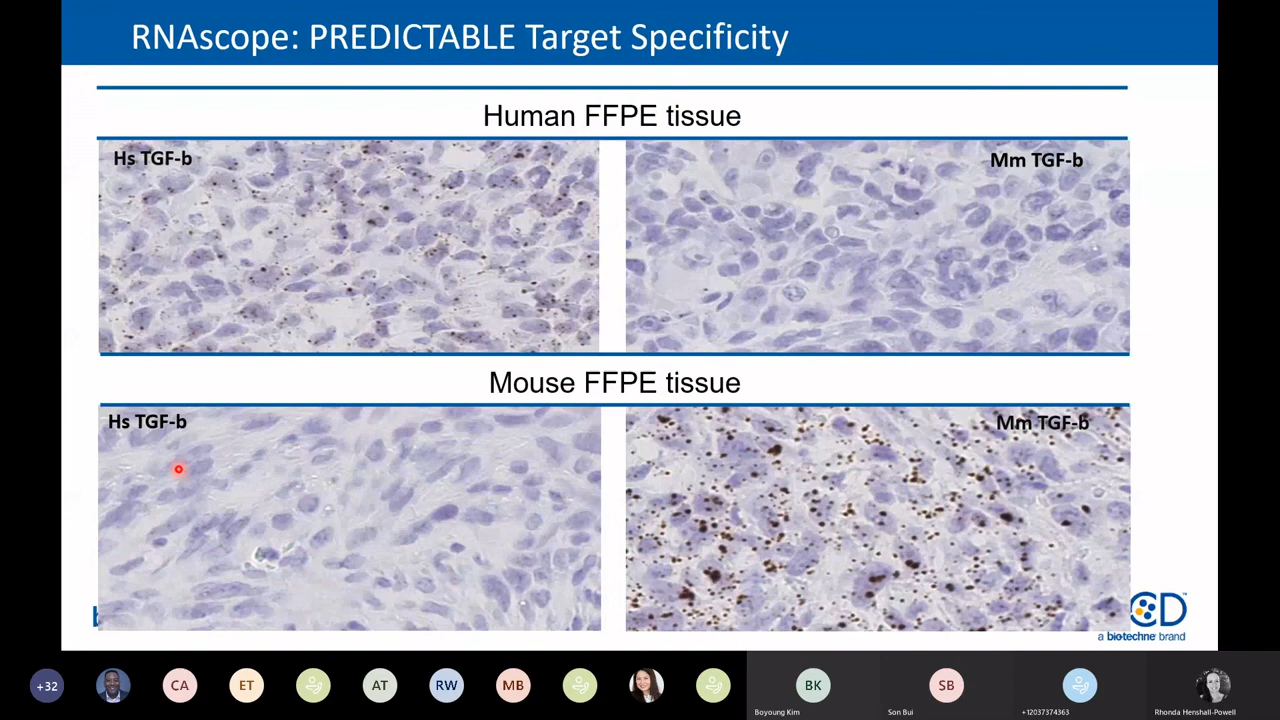 RNAscope: PREDICTABLE Target Specificity
Human FFPE tissue
Hs TGF-b
Mm TGF-b
Mouse FFPE tissue
Hs TGF-b
Mm TGF-b
CD™
a biotechne brand
+32
CA
ET
AT
RW
MB
BK
Boyoung Kim
SB
Son Bui
+12037374363
Rhonda Henshall-Powell